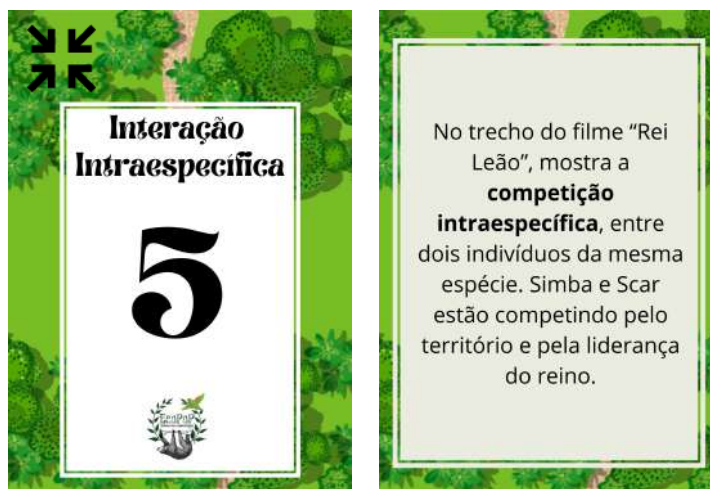 Interação
Intraespecífica
5
No trecho do filme “Rei
Leão”, mostra a
competição
intraespecífica, entre
dois indivíduos da mesma
espécie. Simba e Scar
estão competindo pelo
território e pela liderança
do reino.